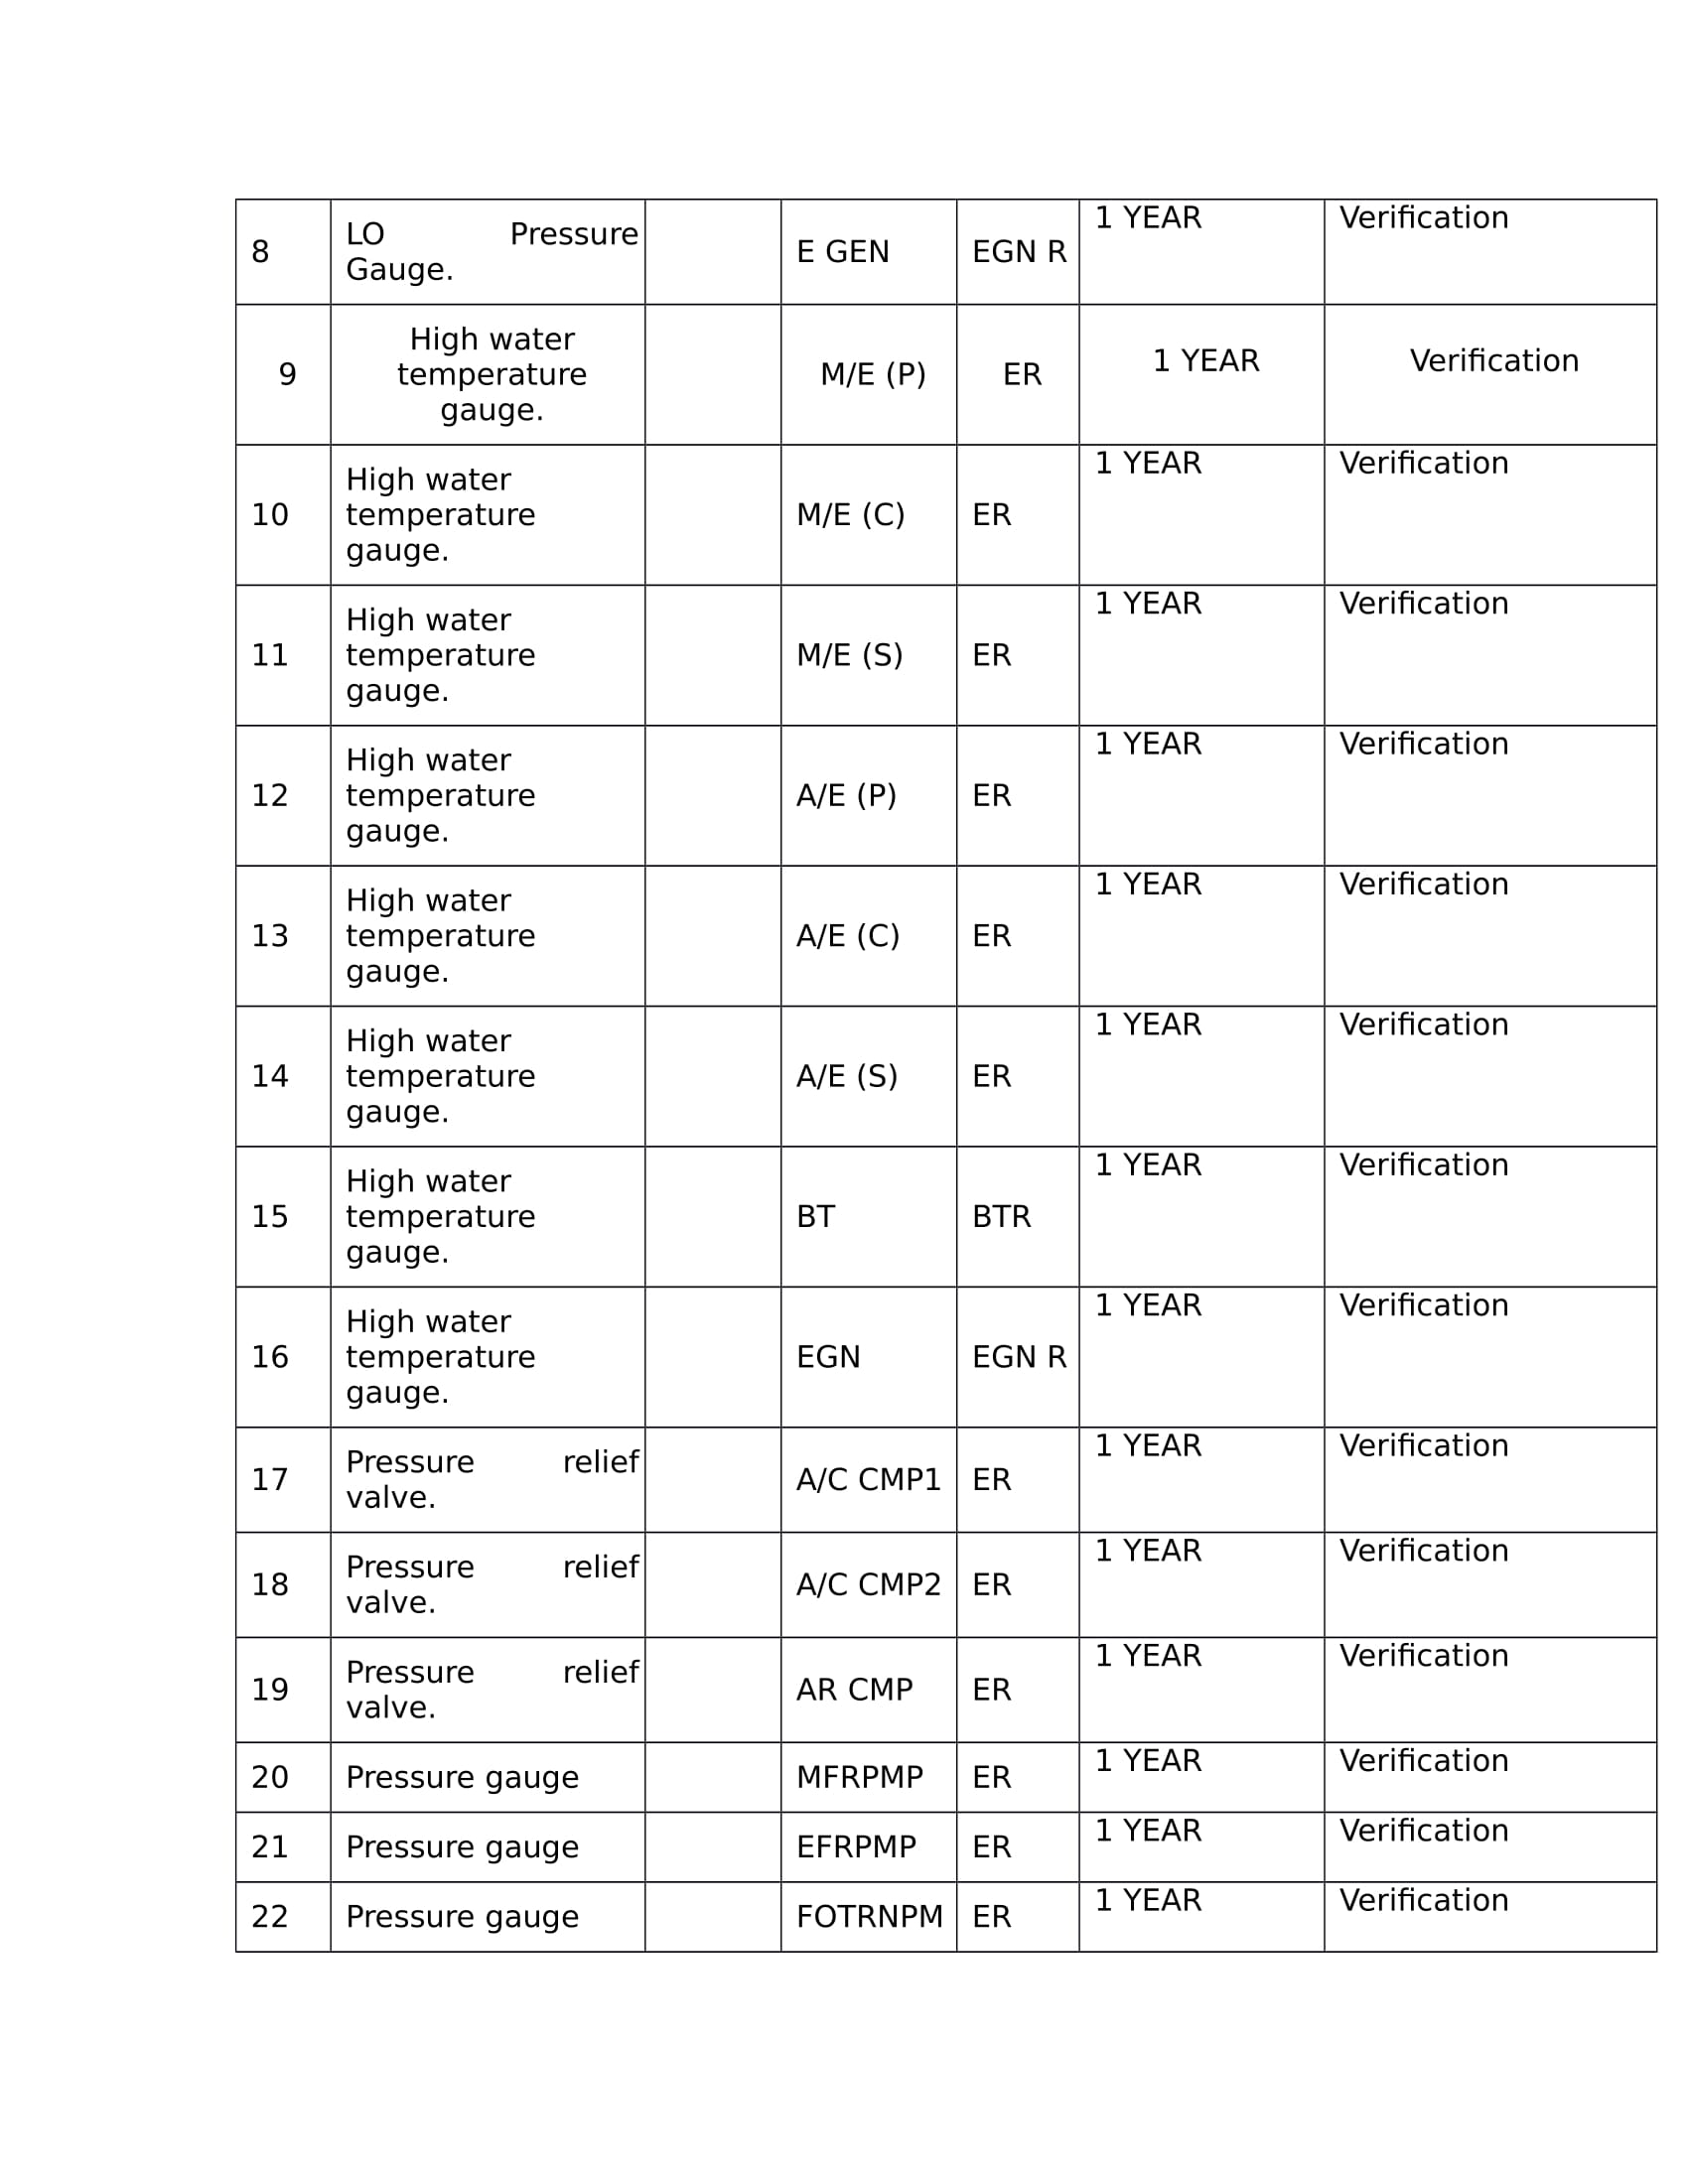 8 LO Pressure Gauge. E GEN EGN R 1 YEAR Verification
9 High water temperature gauge. M/E (P) ER 1 YEAR Verification
10 High water temperature gauge. M/E (C) ER 1 YEAR Verification
11 High water temperature gauge. M/E (S) ER 1 YEAR Verification
12 High water temperature gauge. A/E (P) ER 1 YEAR Verification
13 High water temperature gauge. A/E (C) ER 1 YEAR Verification
14 High water temperature gauge. A/E (S) ER 1 YEAR Verification
15 High water temperature gauge. BT BTR 1 YEAR Verification
16 High water temperature gauge. EGN EGN R 1 YEAR Verification
17 Pressure relief valve. A/C CMP1 ER 1 YEAR Verification
18 Pressure relief valve. A/C CMP2 ER 1 YEAR Verification
19 Pressure relief valve. AR CMP ER 1 YEAR Verification
20 Pressure gauge MFRPMP ER 1 YEAR Verification
21 Pressure gauge EFRPMP ER 1 YEAR Verification
22 Pressure gauge FOTRNPM ER 1 YEAR Verification